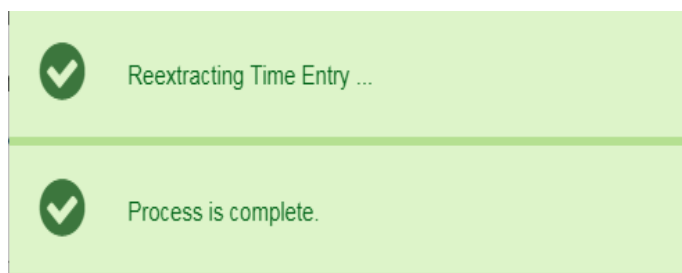 Reextracting Time Entry ...
Process is complete.